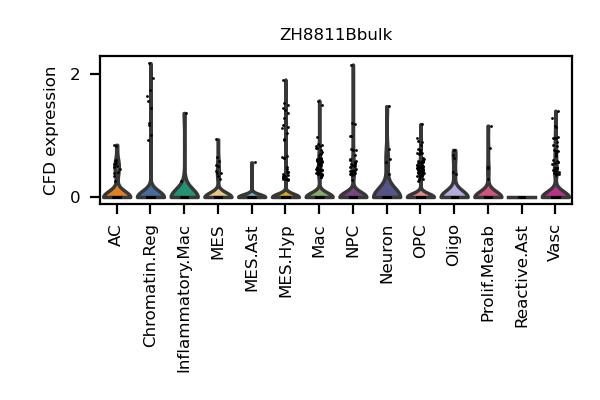 ZH8811Bbulk
CFD expression
2
0
AC
Chromatin.Reg
Inflammatory.Mac
MES
MES.Ast
MES.Hyp
Mac
NPC
Neuron
OPC
Oligo
Prolif.Metab
Reactive.Ast
Vasc